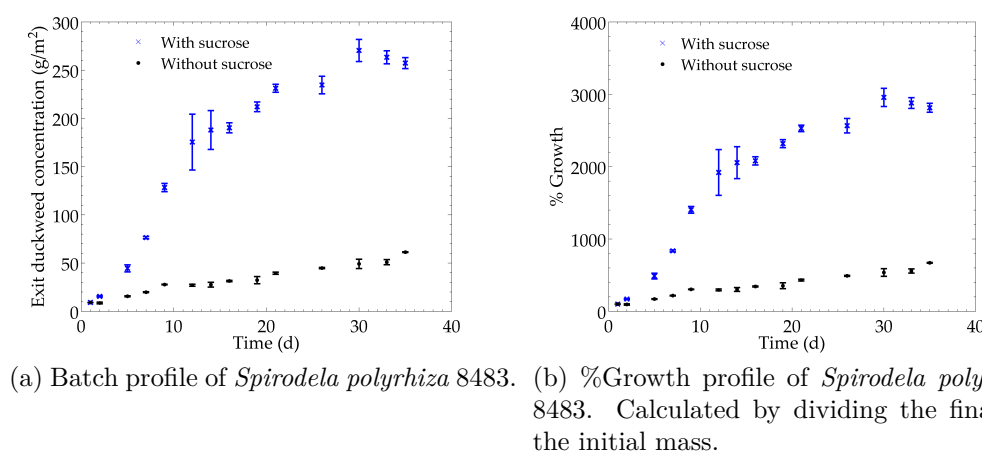 300
250
200
150
100
50
0
Exit duckweed concentration (g/m²)
With sucrose
Without sucrose
0 10 20 30 40
Time (d)
4000
3000
2000
1000
0
% Growth
With sucrose
Without sucrose
0 10 20 30 40
Time (d)
(a) Batch profile of Spirodela polyrhiza 8483.
(b) %Growth profile of Spirodela poly
8483. Calculated by dividing the fina
the initial mass.